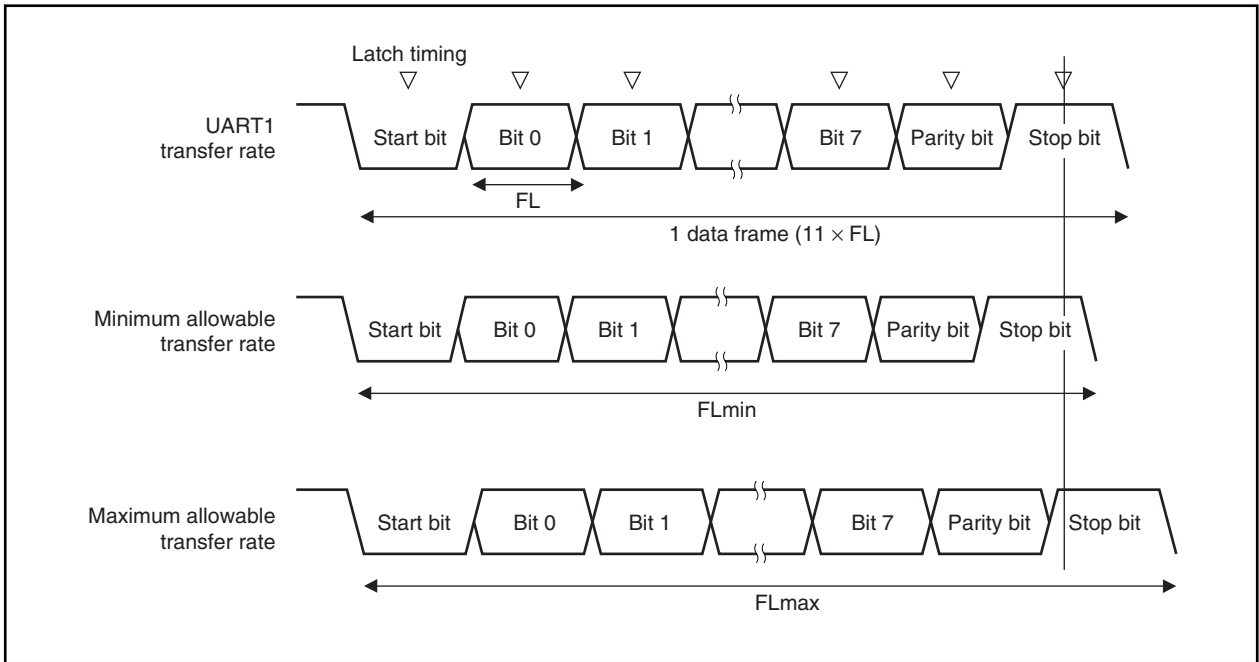 Latch timing
UART1
transfer rate
Start bit
Bit 0
Bit 1
Bit 7
Parity bit
Stop bit
FL
1 data frame (11 × FL)
Minimum allowable
transfer rate
Start bit
Bit 0
Bit 1
Bit 7
Parity bit
Stop bit
FLmin
Maximum allowable
transfer rate
Start bit
Bit 0
Bit 1
Bit 7
Parity bit
Stop bit
FLmax